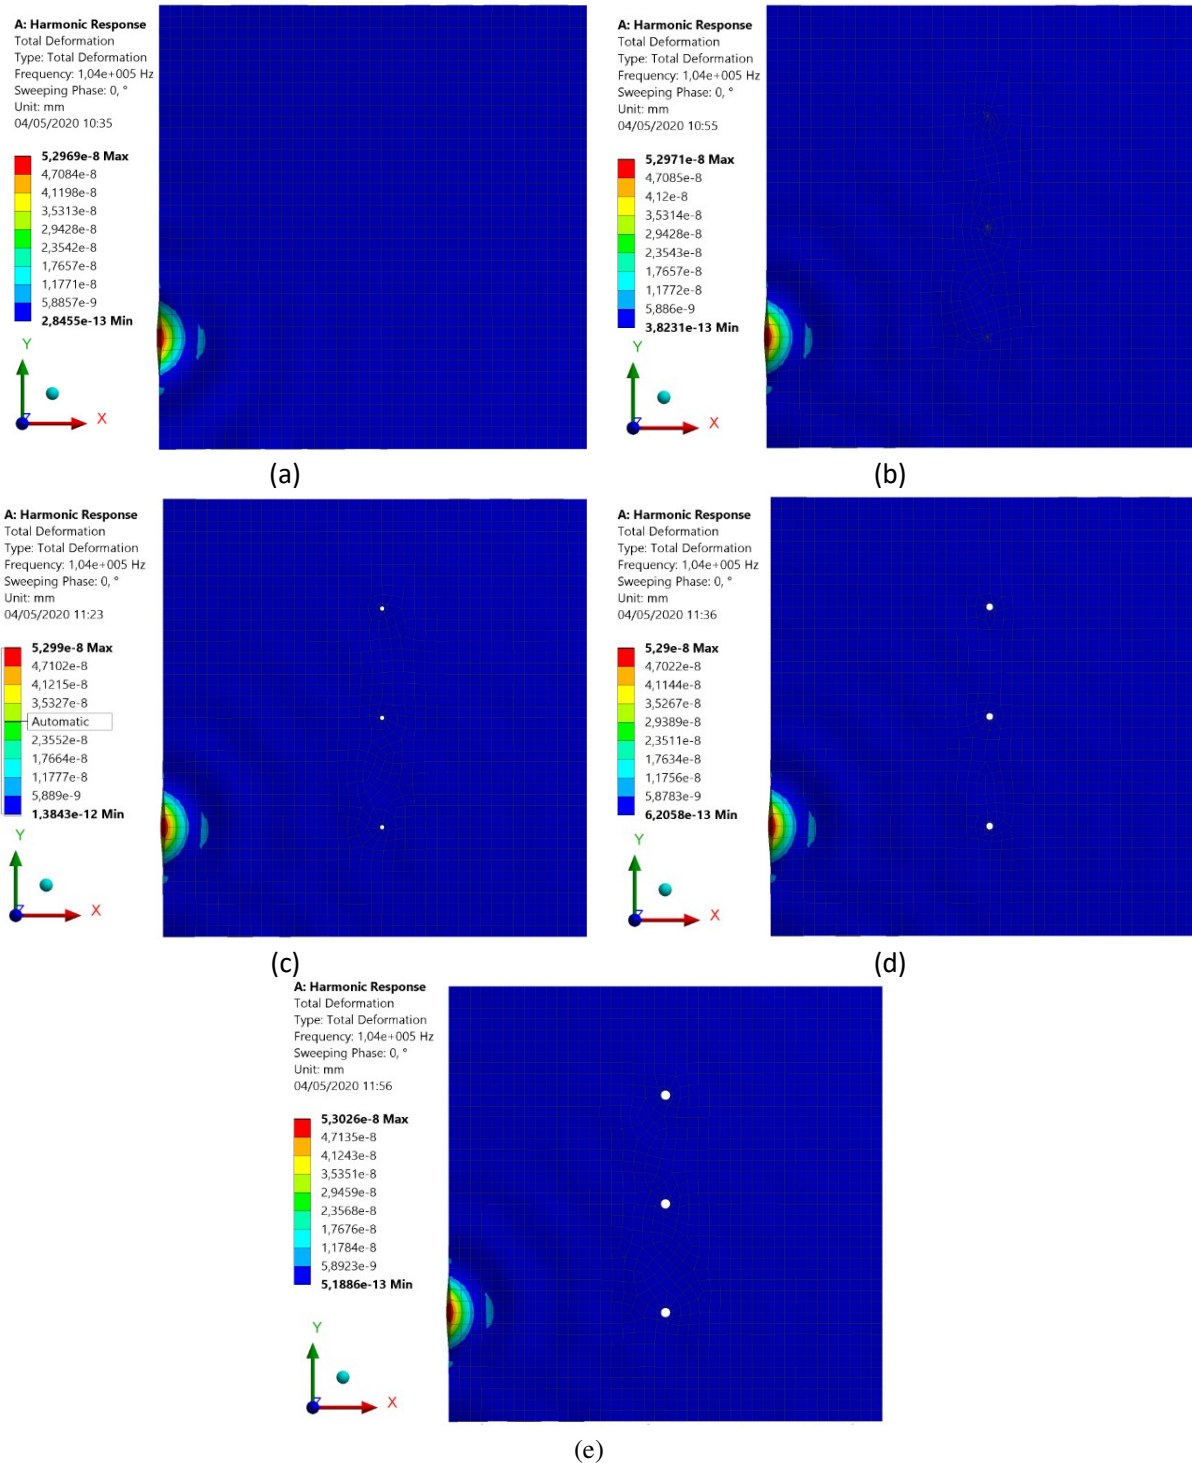 A: Harmonic Response
Total Deformation
Type: Total Deformation
Frequency: 1,04e+005 Hz
Sweeping Phase: 0, °
Unit: mm
04/05/2020 10:35
5,2969e-8 Max
4,7084e-8
4,1198e-8
3,5313e-8
2,9428e-8
2,3542e-8
1,7657e-8
1,1771e-8
5,8857e-9
2,8455e-13 Min
Y
Z
X
(a)
A: Harmonic Response
Total Deformation
Type: Total Deformation
Frequency: 1,04e+005 Hz
Sweeping Phase: 0, °
Unit: mm
04/05/2020 10:55
5,2971e-8 Max
4,7085e-8
4,12e-8
3,5314e-8
2,9428e-8
2,3543e-8
1,7657e-8
1,1772e-8
5,886e-9
3,8231e-13 Min
Y
Z
X
(b)
A: Harmonic Response
Total Deformation
Type: Total Deformation
Frequency: 1,04e+005 Hz
Sweeping Phase: 0, °
Unit: mm
04/05/2020 11:23
5,299e-8 Max
4,7102e-8
4,1215e-8
3,5327e-8
Automatic
2,3552e-8
1,7664e-8
1,1777e-8
5,889e-9
1,3843e-12 Min
Y
Z
X
(c)
A: Harmonic Response
Total Deformation
Type: Total Deformation
Frequency: 1,04e+005 Hz
Sweeping Phase: 0, °
Unit: mm
04/05/2020 11:36
5,29e-8 Max
4,7022e-8
4,1144e-8
3,5267e-8
2,9389e-8
2,3511e-8
1,7634e-8
1,1756e-8
5,8783e-9
6,2058e-13 Min
Y
Z
X
(d)
A: Harmonic Response
Total Deformation
Type: Total Deformation
Frequency: 1,04e+005 Hz
Sweeping Phase: 0, °
Unit: mm
04/05/2020 11:56
5,3026e-8 Max
4,7135e-8
4,1243e-8
3,5351e-8
2,9459e-8
2,3568e-8
1,7676e-8
1,1784e-8
5,8923e-9
5,1886e-13 Min
Y
Z
X
(e)